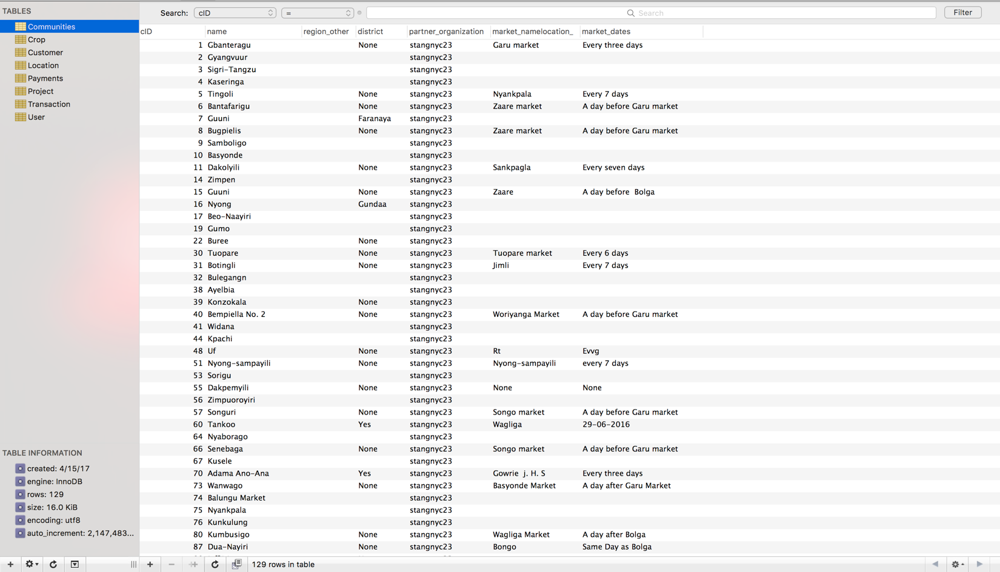 TABLES
Communities
Crop
Customer
Location
Payments
Project
Transaction
User
TABLE INFORMATION
created: 4/15/17
engine: InnoDB
rows: 129
size: 16.0 KiB
encoding: utf8
auto_increment: 2,147,483...
Search: cID = Search Filter
cID name region_other district partner_organization market_namelocation_ market_dates
1 Gbanteragu None stangnyc23 Garu market Every three days
2 Gyangvuur stangnyc23
3 Sigri-Tangzu stangnyc23
4 Kaseringa stangnyc23
5 Tingoli None stangnyc23 Nyankpala Every 7 days
6 Bantafarigu None stangnyc23 Zaare market A day before Garu market
7 Guuni Faranaya stangnyc23
8 Bugpielis None stangnyc23 Zaare market A day before Garu market
9 Samboligo stangnyc23
10 Basyonde stangnyc23
11 Dakolyili None stangnyc23 Sankpagla Every seven days
14 Zimpen stangnyc23
15 Guuni None stangnyc23 Zaare A day before Bolga
16 Nyong Gundaa stangnyc23
17 Beo-Naayiri stangnyc23
19 Gumo stangnyc23
22 Buree None stangnyc23
30 Tuopare None stangnyc23 Tuopare market Every 6 days
31 Botingli None stangnyc23 Jimli Every 7 days
32 Bulegangn stangnyc23
38 Ayelbia stangnyc23
39 Konzokala None stangnyc23
40 Bempiella No. 2 None stangnyc23 Woriyanga Market A day before Garu market
41 Widana stangnyc23
44 Kpachi stangnyc23
48 Uf None stangnyc23 Rt Evvg
51 Nyong-sampayili None stangnyc23 Nyong-sampayili every 7 days
53 Sorigu stangnyc23
55 Dakpemyili None stangnyc23 None None
56 Zimpuoroyiri stangnyc23
57 Songuri None stangnyc23 Songo market A day before Garu market
60 Tankoo Yes stangnyc23 Wagliga 29-06-2016
64 Nyaborago stangnyc23
66 Senebaga None stangnyc23 Songo market A day before Garu market
67 Kusele stangnyc23
70 Adama Ano-Ana Yes stangnyc23 Gowrie j. H. S Every three days
73 Wanwago None stangnyc23 Basyonde Market A day after Garu Market
74 Balungu Market stangnyc23
75 Nyankpala stangnyc23
76 Kunkulung stangnyc23
80 Kumbusigo None stangnyc23 Wagliga Market A day after Bolga
87 Dua-Nayiri None stangnyc23 Bongo Same Day as Bolga
129 rows in table